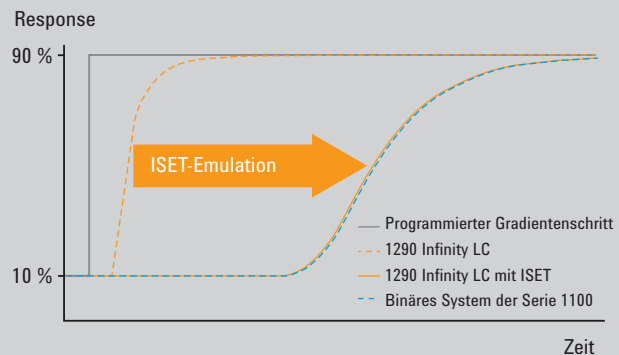 Response
90 %
ISET-Emulation
Programmierter Gradientenschritt
1290 Infinity LC
1290 Infinity LC mit ISET
Binäres System der Serie 1100
10 %
Zeit